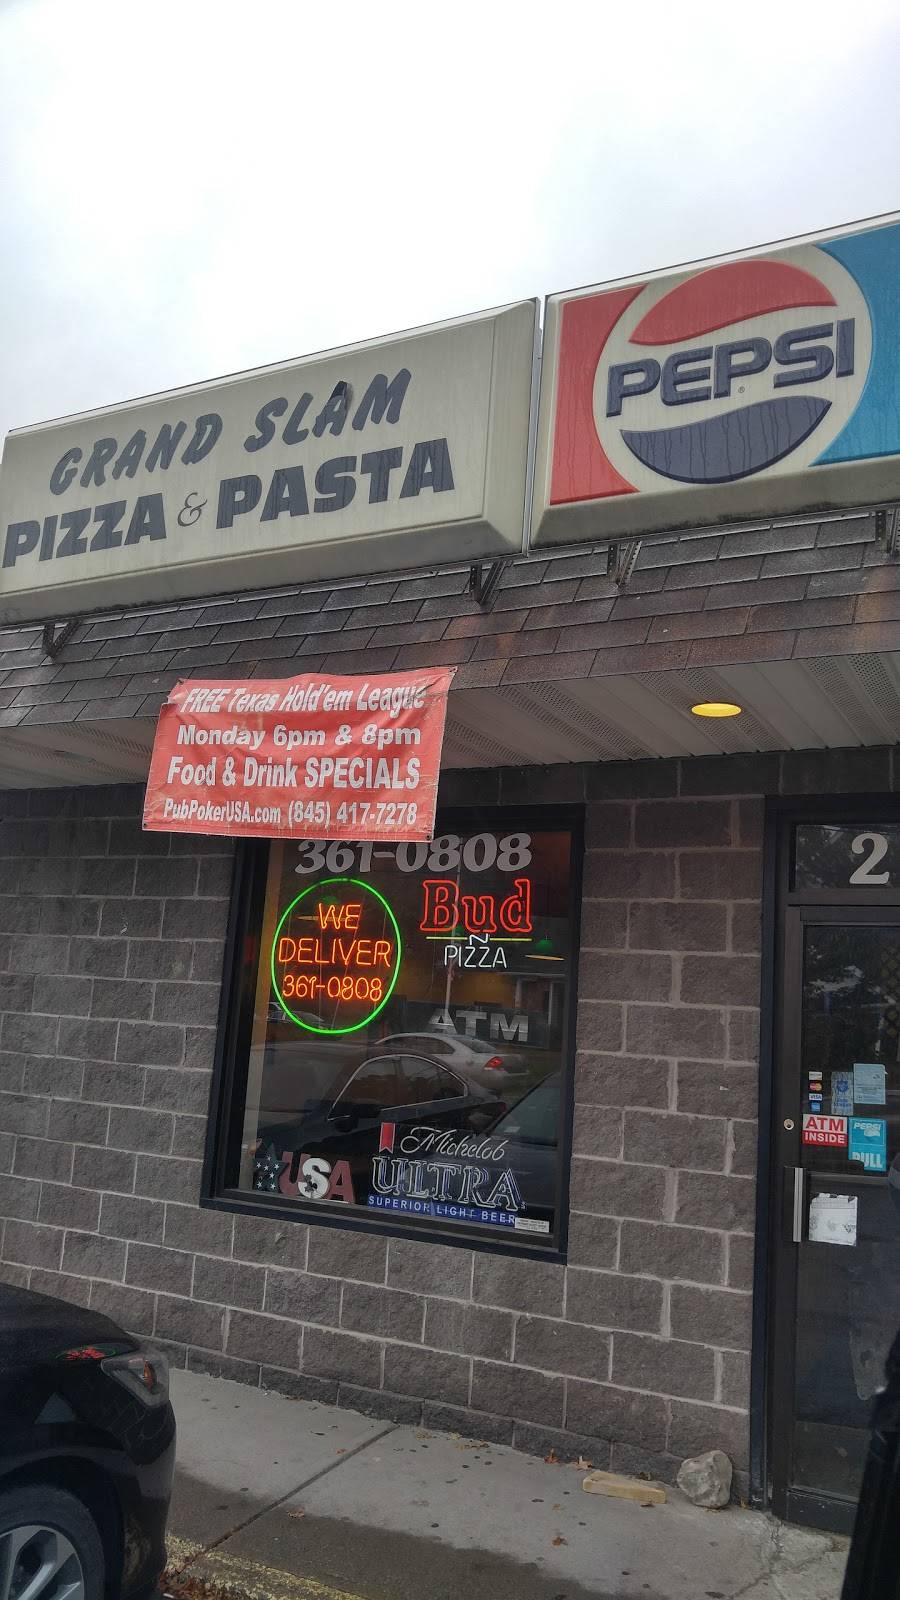 GRAND SLAM
PIZZA & PASTA
PEPSI
FREE Texas Hold'em League
Monday 6pm & 8pm
Food & Drink SPECIALS
PubPokerUSA.com (845) 417-7278
361-0808
WE
DELIVER
361-0808
Bud
N
PIZZA
ATM
USA
Michelob
ULTRA
SUPERIOR LIGHT BEER
2
VISA
ATM
INSIDE
PEPSI
PULL